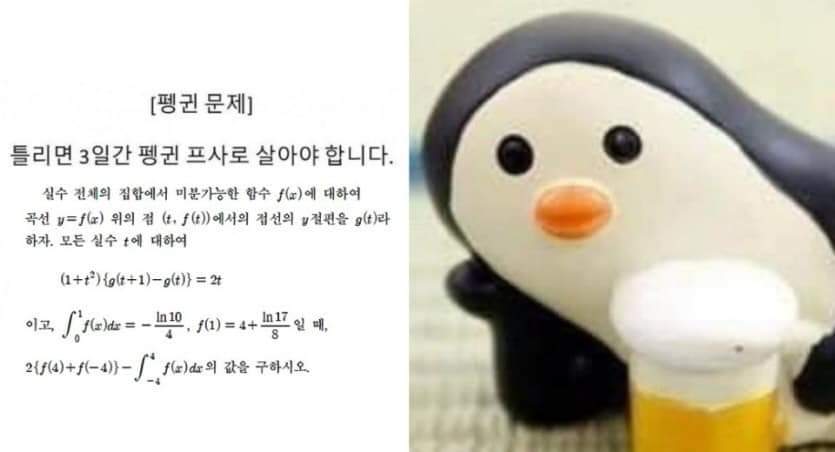 [펭귄 문제]
틀리면 3일간 펭귄 프사로 살아야 합니다.
실수 전체의 집합에서 미분가능한 함수 f(x)에 대하여
곡선 y=f(x) 위의 점 (t, f(t))에서의 접선의 y절편을 g(t)라
하자. 모든 실수 t에 대하여
(1+t²){g(t+1)-g(t)}=2t
이고, ∫₀¹f(x)dx = -ln10/4, f(1)=4+ln17/8 일 때,
2{f(4)+f(-4)}-∫₋₄⁴f(x)dx의 값을 구하시오.